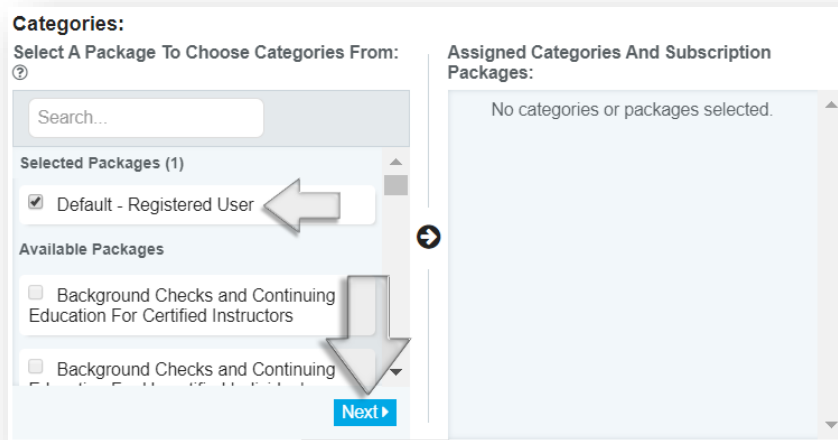 Categories:
Select A Package To Choose Categories From:
Search...
Selected Packages (1)
Default - Registered User
Available Packages
Background Checks and Continuing
Education For Certified Instructors
Background Checks and Continuing
Next
Assigned Categories And Subscription
Packages:
No categories or packages selected.